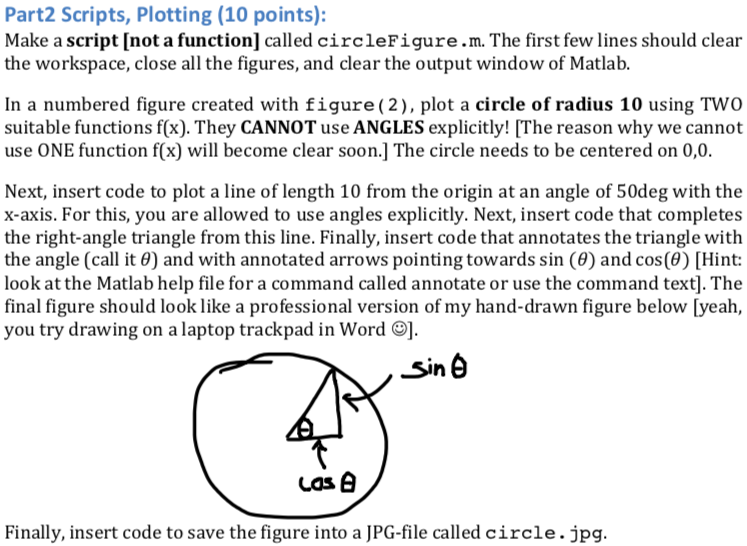 Part2 Scripts, Plotting (10 points):
Make a script [not a function] called circleFigure.m. The first few lines should clear
the workspace, close all the figures, and clear the output window of Matlab.
In a numbered figure created with figure(2), plot a circle of radius 10 using TWO
suitable functions f(x). They CANNOT use ANGLES explicitly! [The reason why we cannot
use ONE function f(x) will become clear soon.] The circle needs to be centered on 0,0.
Next, insert code to plot a line of length 10 from the origin at an angle of 50deg with the
x-axis. For this, you are allowed to use angles explicitly. Next, insert code that completes
the right-angle triangle from this line. Finally, insert code that annotates the triangle with
the angle (call it θ) and with annotated arrows pointing towards sin (θ) and cos(θ) [Hint:
look at the Matlab help file for a command called annotate or use the command text]. The
final figure should look like a professional version of my hand-drawn figure below [yeah,
you try drawing on a laptop trackpad in Word ☺].
sin θ
θ
cos θ
Finally, insert code to save the figure into a JPG-file called circle.jpg.